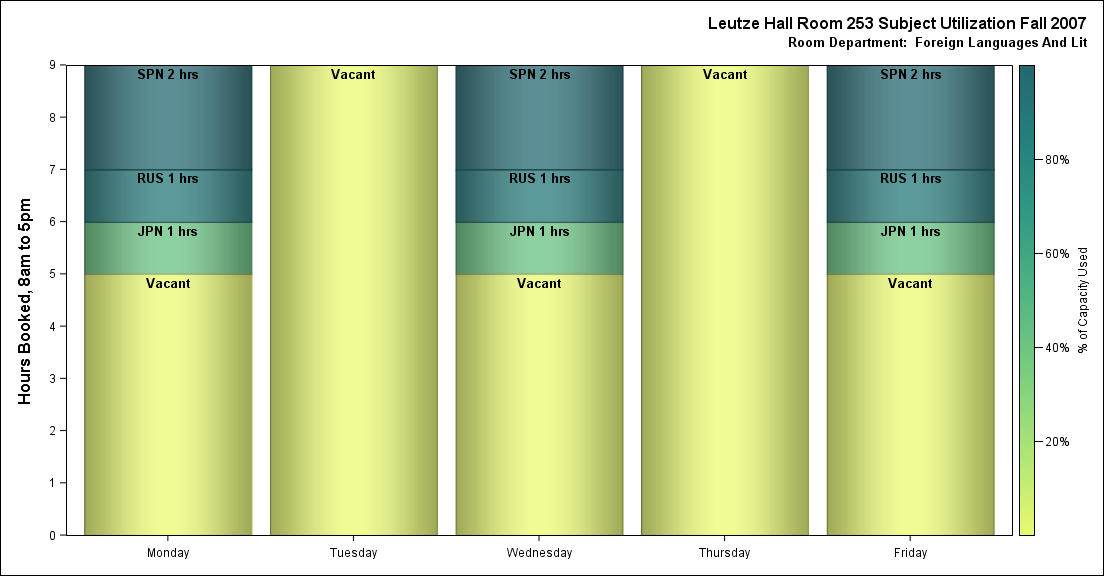 Leutze Hall Room 253 Subject Utilization Fall 2007
Room Department:  Foreign Languages And Lit
Hours Booked, 8am to 5pm
9
8
7
6
5
4
3
2
1
0
SPN 2 hrs
RUS 1 hrs
JPN 1 hrs
Vacant
Vacant
SPN 2 hrs
RUS 1 hrs
JPN 1 hrs
Vacant
Vacant
SPN 2 hrs
RUS 1 hrs
JPN 1 hrs
Vacant
Monday Tuesday Wednesday Thursday Friday
80%
60%
40%
20%
% of Capacity Used